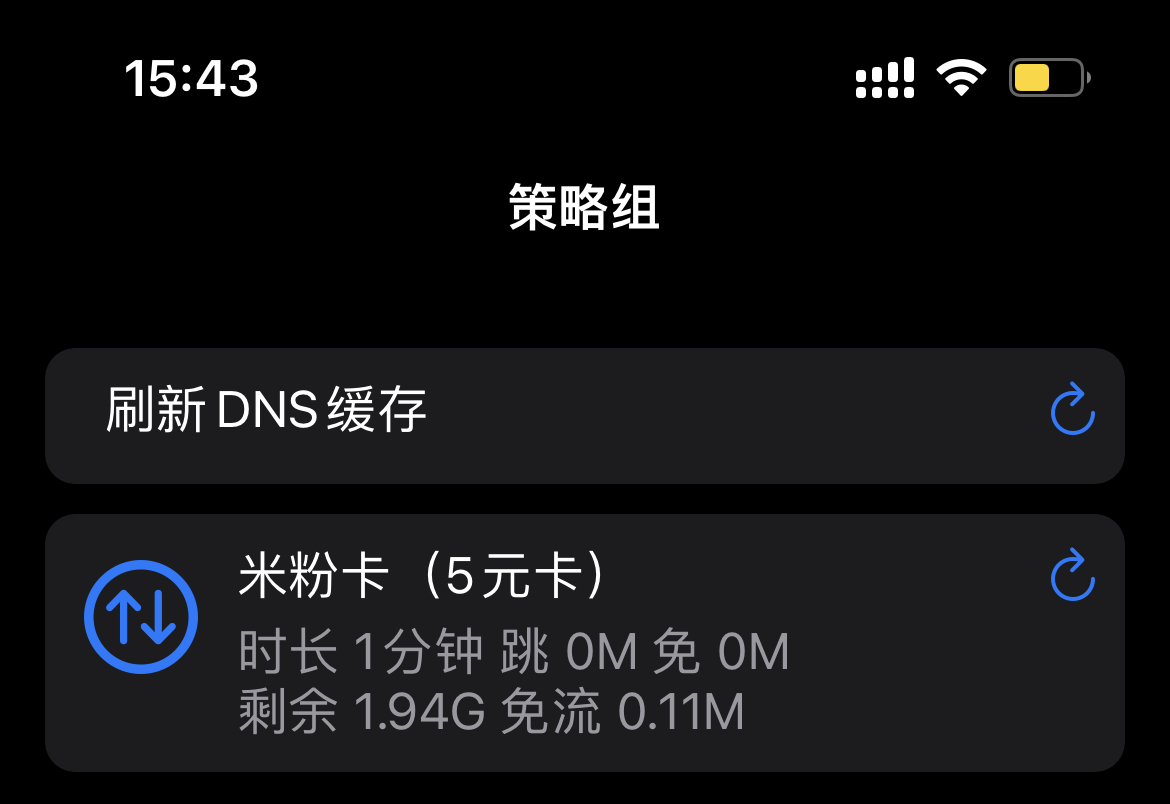 15:43
策略组
刷新 DNS 缓存
米粉卡（5元卡）
时长 1分钟 跳 0M 免 0M
剩余 1.94G 免流 0.11M